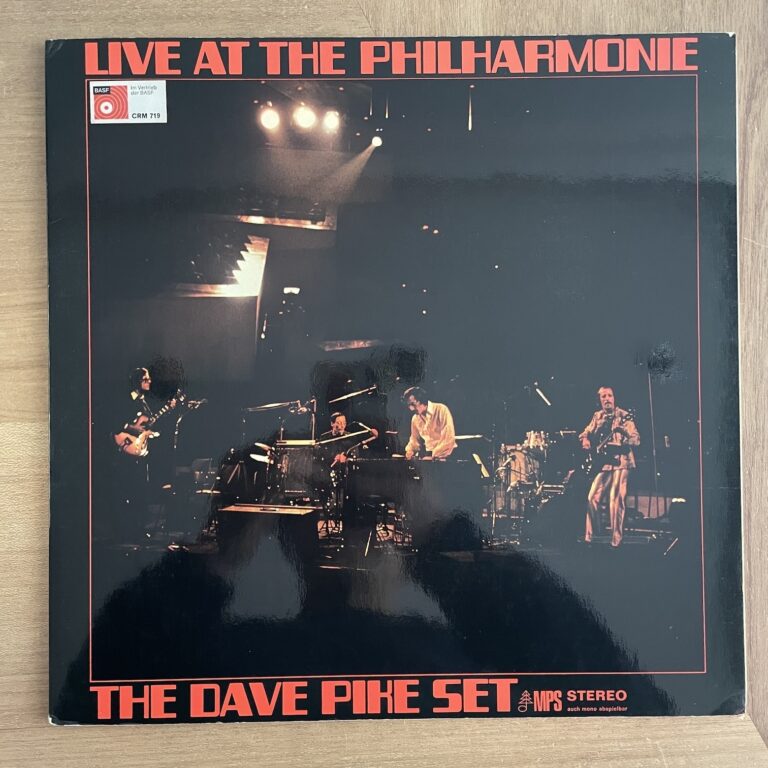 LIVE AT THE PHILHARMONIE
BASF
Im Vertrieb
der BASF
CRM 719
THE DAVE PIKE SET
MPS
STEREO
auch mono abspielbar